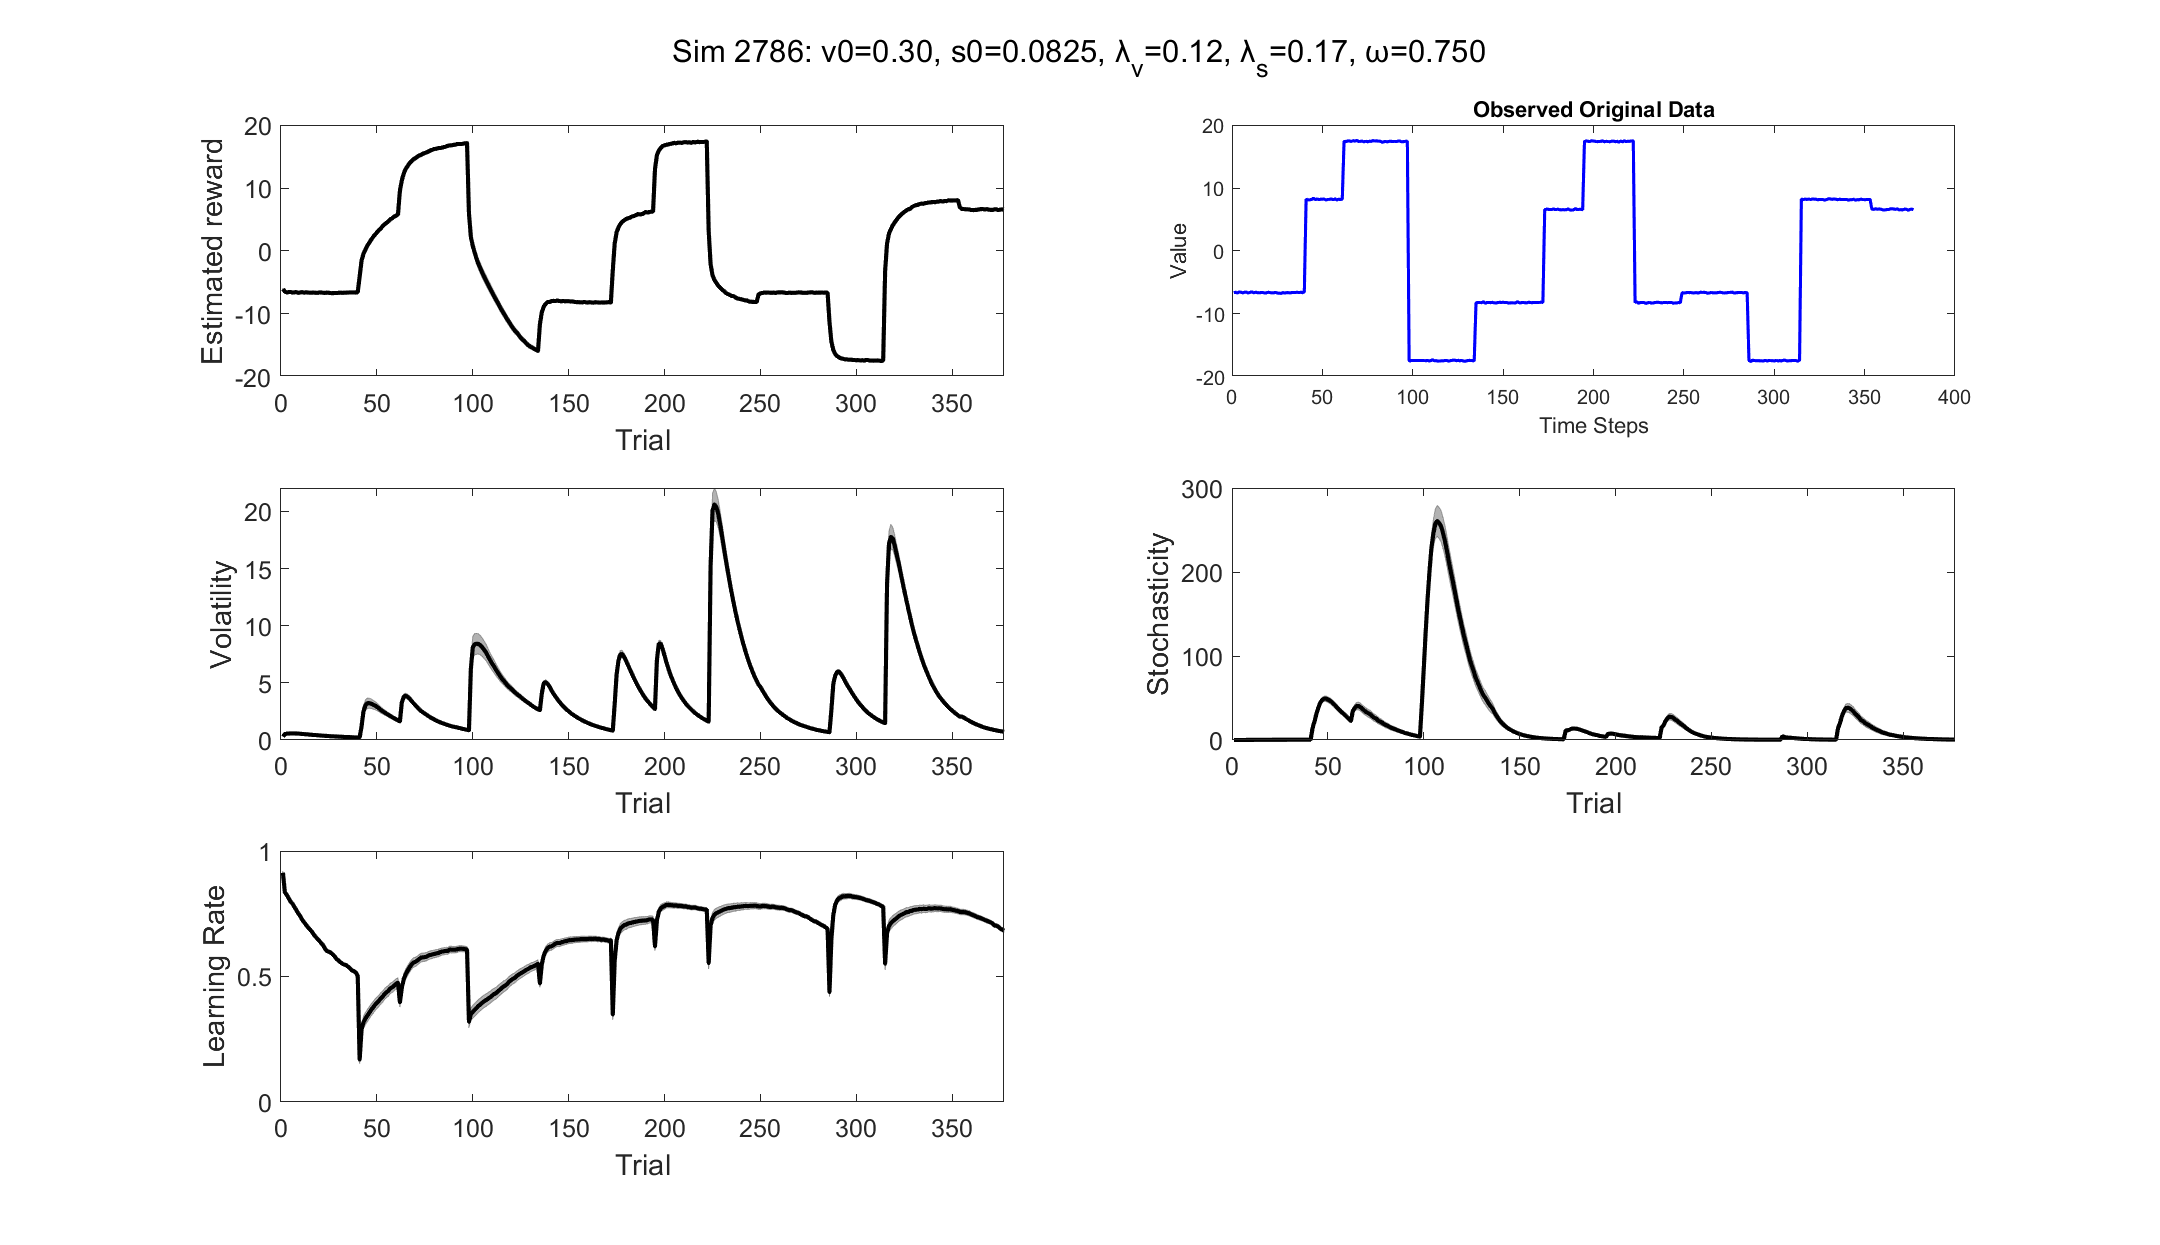 Sim 2786: v0=0.30, s0=0.0825, λv=0.12, λs=0.17, ω=0.750
Estimated reward
20
10
0
-10
-20
0 50 100 150 200 250 300 350
Trial
Observed Original Data
Value
20
10
0
-10
-20
0 50 100 150 200 250 300 350 400
Time Steps
Volatility
20
15
10
5
0
0 50 100 150 200 250 300 350
Trial
Stochasticity
300
200
100
0
0 50 100 150 200 250 300 350
Trial
Learning Rate
1
0.5
0
0 50 100 150 200 250 300 350
Trial